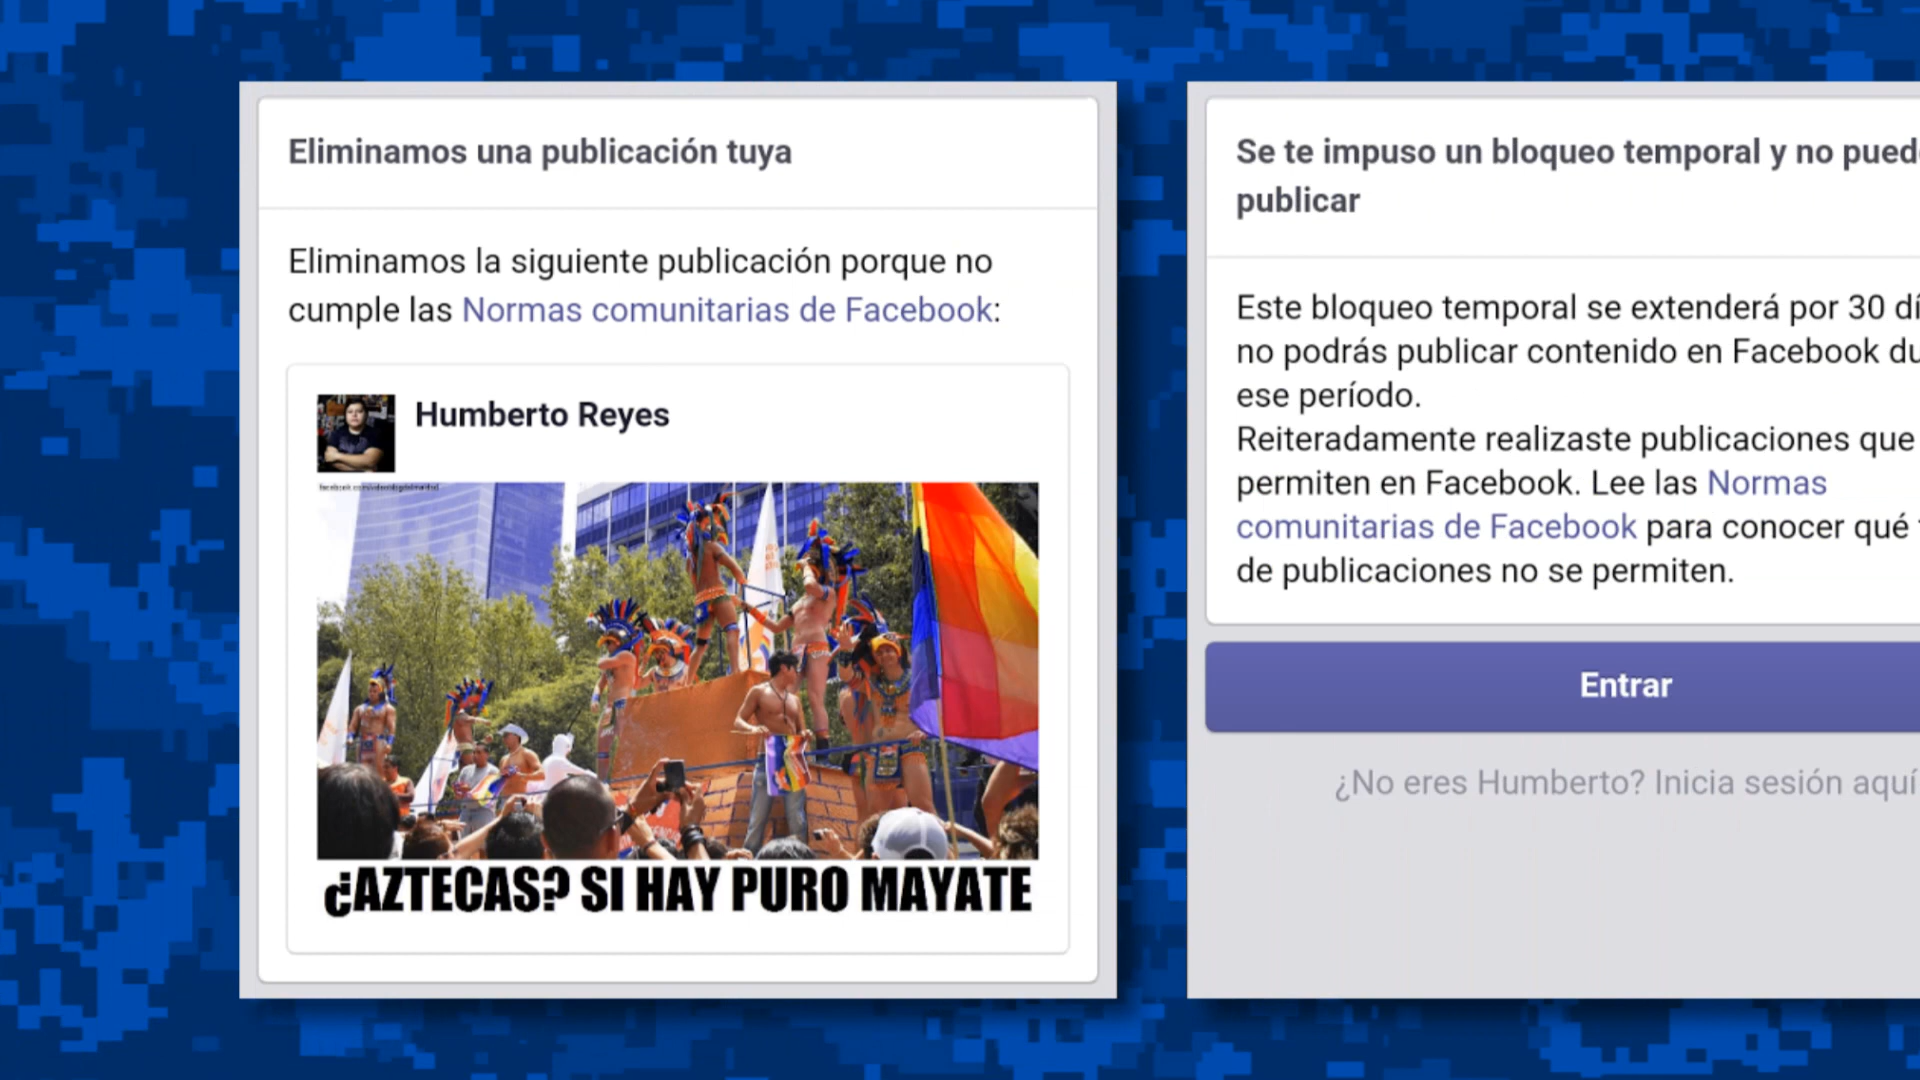 Eliminamos una publicación tuya
Eliminamos la siguiente publicación porque no
cumple las Normas comunitarias de Facebook:
Humberto Reyes
¿AZTECAS? SI HAY PURO MAYATE
Se te impuso un bloqueo temporal y no pued
publicar
Este bloqueo temporal se extenderá por 30 dí
no podrás publicar contenido en Facebook du
ese período.
Reiteradamente realizaste publicaciones que
permiten en Facebook. Lee las Normas
comunitarias de Facebook para conocer qué
de publicaciones no se permiten.
Entrar
¿No eres Humberto? Inicia sesión aquí